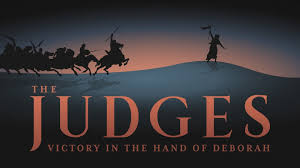 THE
JUDGES
VICTORY IN THE HAND OF DEBORAH